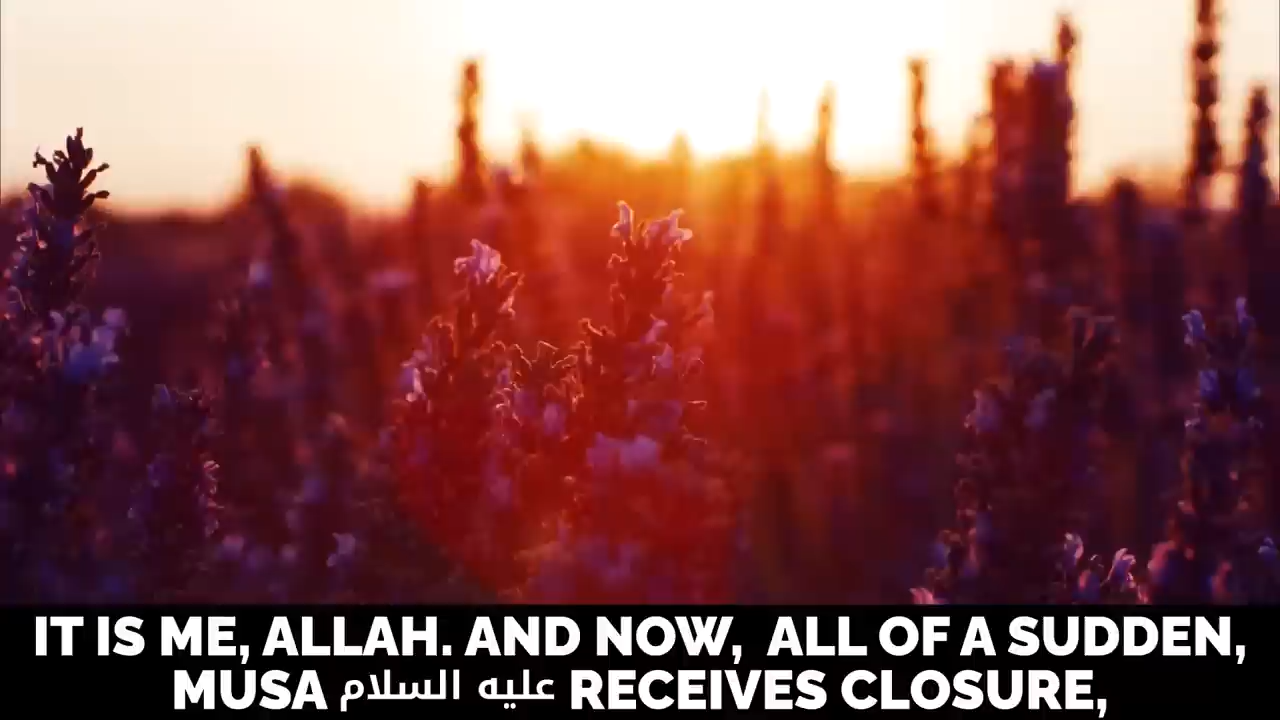 IT IS ME, ALLAH. AND NOW, ALL OF A SUDDEN,
MUSA عليه السلام RECEIVES CLOSURE,